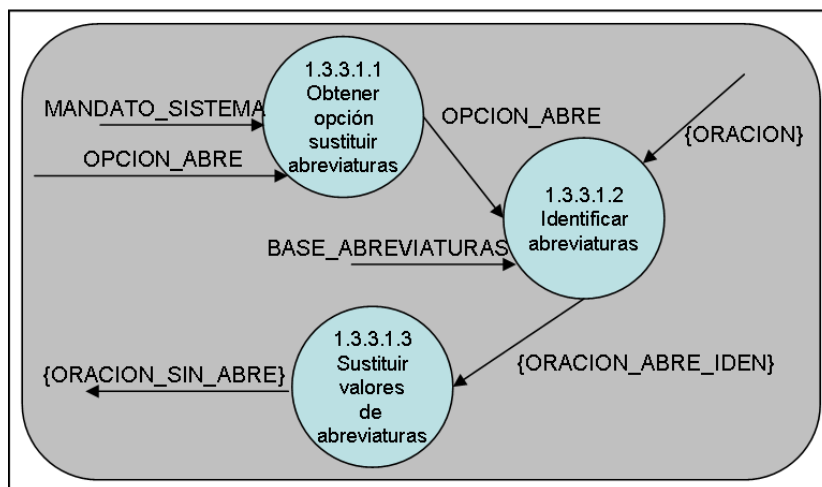 1.3.3.1.1
Obtener
opción
sustituir
abreviaturas
MANDATO_SISTEMA
OPCION_ABRE
OPCION_ABRE
{ORACION}
1.3.3.1.2
Identificar
abreviaturas
BASE_ABREVIATURAS
1.3.3.1.3
Sustituir
valores
de
abreviaturas
{ORACION_SIN_ABRE}
{ORACION_ABRE_IDEN}